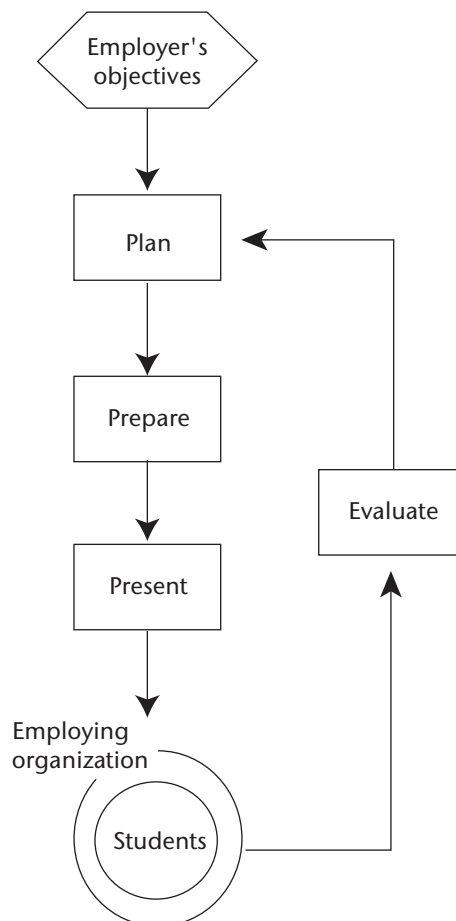 Employer's
objectives
Plan
Prepare
Evaluate
Present
Employing
organization
Students